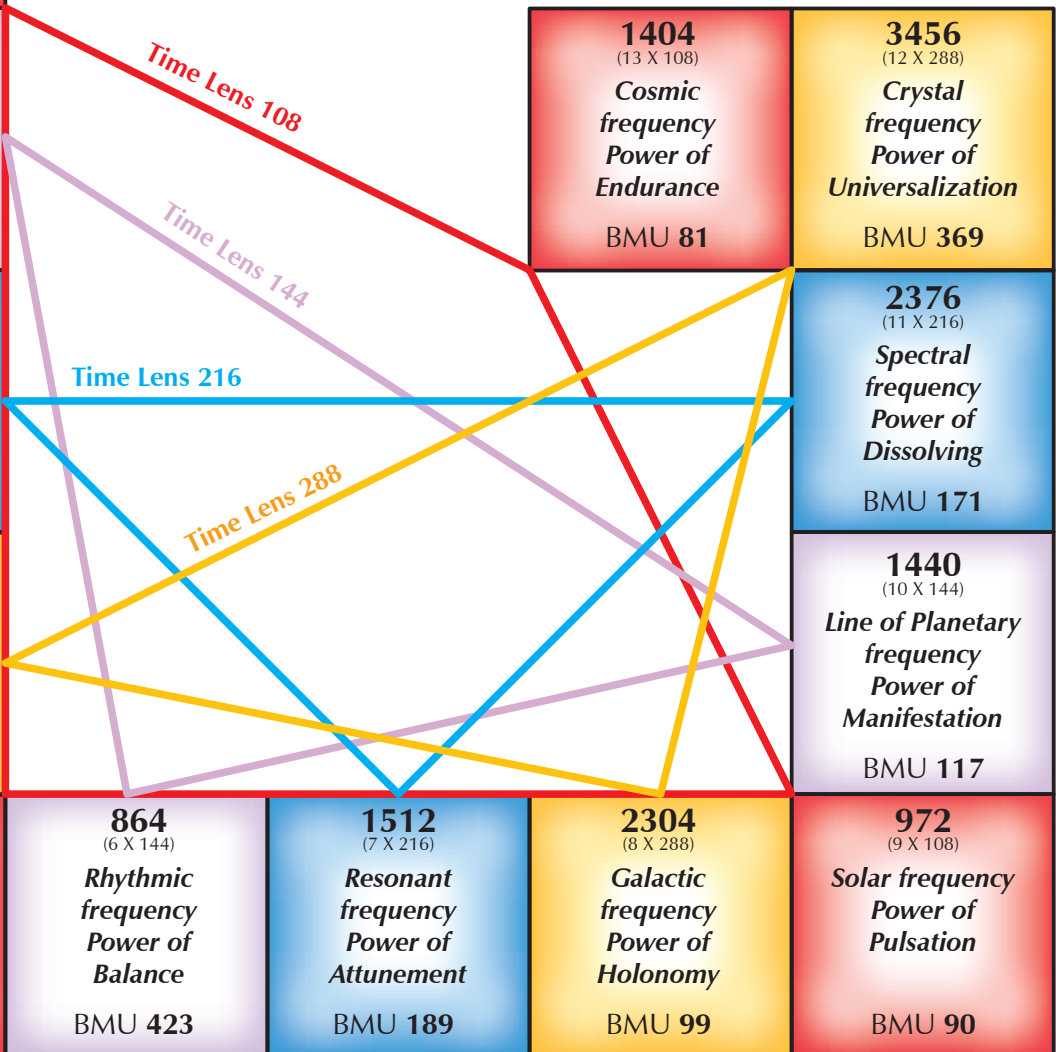 Time Lens 108
1404
(13 X 108)
Cosmic
frequency
Power of
Endurance
BMU 81
3456
(12 X 288)
Crystal
frequency
Power of
Universalization
BMU 369
Time Lens 144
Time Lens 216
2376
(11 X 216)
Spectral
frequency
Power of
Dissolving
BMU 171
Time Lens 288
1440
(10 X 144)
Line of Planetary
frequency
Power of
Manifestation
BMU 117
864
(6 X 144)
Rhythmic
frequency
Power of
Balance
BMU 423
1512
(7 X 216)
Resonant
frequency
Power of
Attunement
BMU 189
2304
(8 X 288)
Galactic
frequency
Power of
Holonomy
BMU 99
972
(9 X 108)
Solar frequency
Power of
Pulsation
BMU 90